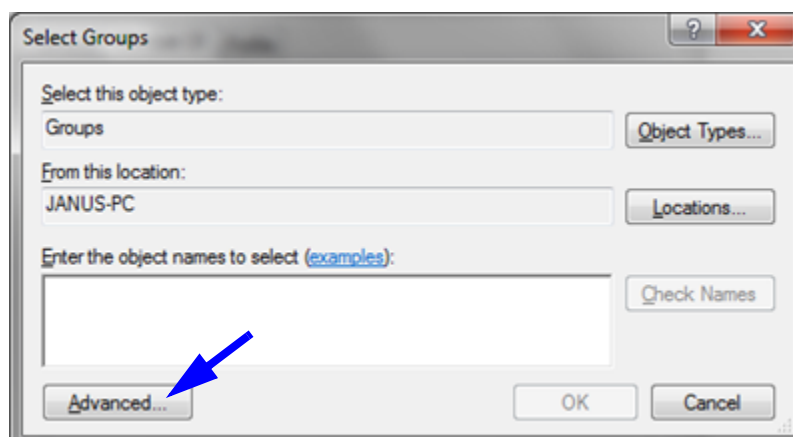 Select Groups
Select this object type:
Groups
Object Types...
From this location:
JANUS-PC
Locations...
Enter the object names to select (examples):
Check Names
Advanced...
OK
Cancel